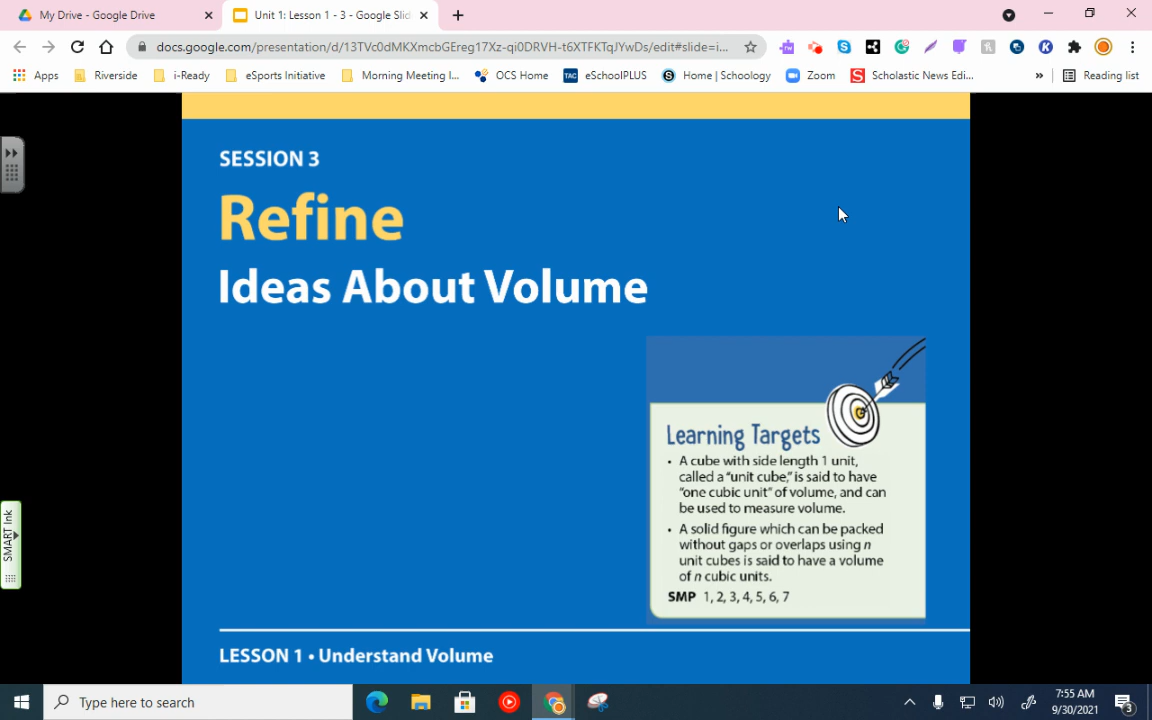 My Drive - Google Drive
Unit 1: Lesson 1 - 3 - Google Slid
docs.google.com/presentation/d/13TVc0dMKXmcbGEreg17Xz-qi0DRVH-t6XTFKTqJYwDs/edit#slide=i...
Apps Riverside i-Ready eSports Initiative Morning Meeting I... OCS Home TAC eSchoolPLUS Home | Schoology Zoom Scholastic News Edi... » Reading list
SESSION 3
Refine
Ideas About Volume
Learning Targets
• A cube with side length 1 unit,
called a “unit cube,” is said to have
“one cubic unit” of volume, and can
be used to measure volume.
• A solid figure which can be packed
without gaps or overlaps using n
unit cubes is said to have a volume
of n cubic units.
SMP 1, 2, 3, 4, 5, 6, 7
LESSON 1 • Understand Volume
SMART Ink
Type here to search
7:55 AM
9/30/2021
3